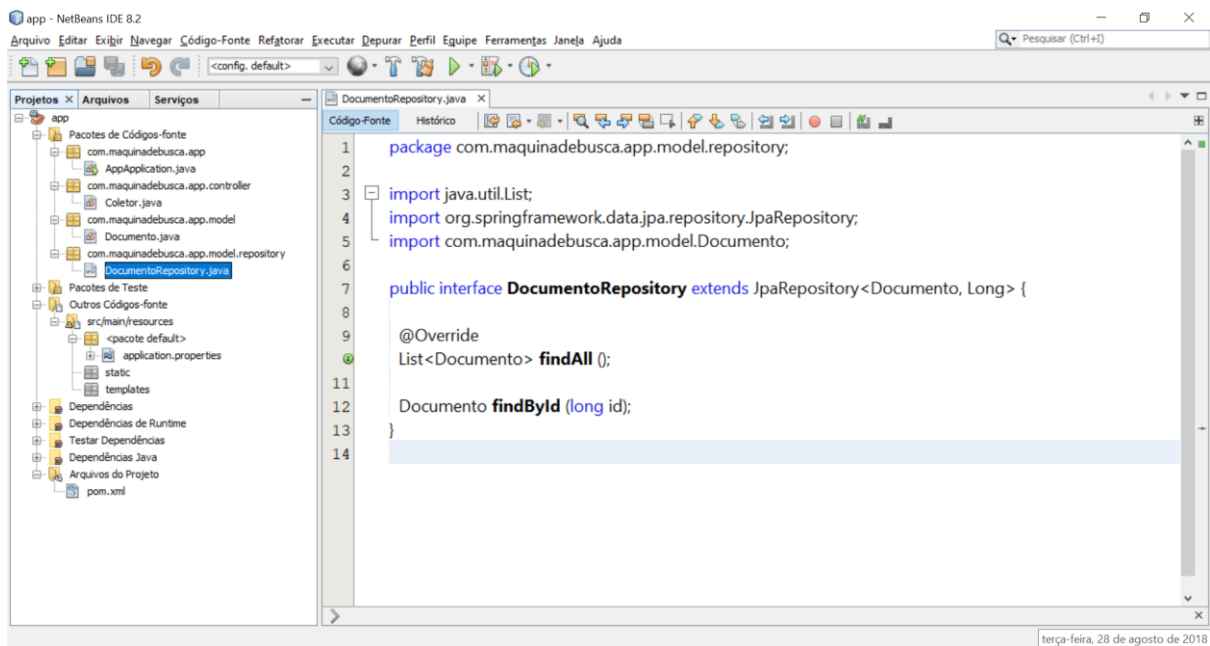 app - NetBeans IDE 8.2
Arquivo Editar Exibir Navegar Código-Fonte Refatorar Executar Depurar Perfil Equipe Ferramentas Janela Ajuda
Pesquisar (Ctrl+I)
<config. default>
Projetos
Arquivos
Serviços
app
Pacotes de Códigos-fonte
com.maquinadebusca.app
AppApplication.java
com.maquinadebusca.app.controller
Coletor.java
com.maquinadebusca.app.model
Documento.java
com.maquinadebusca.app.model.repository
DocumentoRepository.java
Pacotes de Teste
Outros Códigos-fonte
src/main/resources
<pacote default>
application.properties
static
templates
Dependências
Dependências de Runtime
Testar Dependências
Dependências Java
Arquivos do Projeto
pom.xml
DocumentoRepository.java
Código-Fonte Histórico
1 package com.maquinadebusca.app.model.repository;
2
3 import java.util.List;
4 import org.springframework.data.jpa.repository.JpaRepository;
5 import com.maquinadebusca.app.model.Documento;
6
7 public interface DocumentoRepository extends JpaRepository<Documento, Long> {
8
9 @Override
List<Documento> findAll ();
11
12 Documento findById (long id);
13 }
14
terça-feira, 28 de agosto de 2018